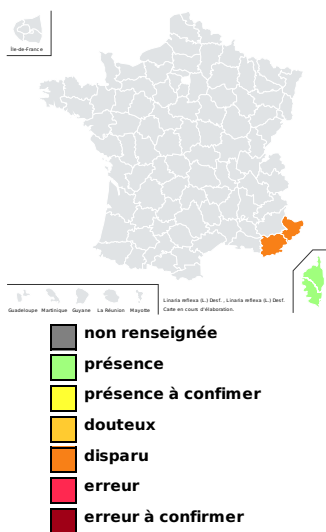 Île-de-France
Guadeloupe Martinique Guyane La Réunion Mayotte
Linaria reflexa (L.) Desf. , Linaria reflexa (L.) Desf.
Carte en cours d'élaboration.
non renseignée
présence
présence à confimer
douteux
disparu
erreur
erreur à confirmer